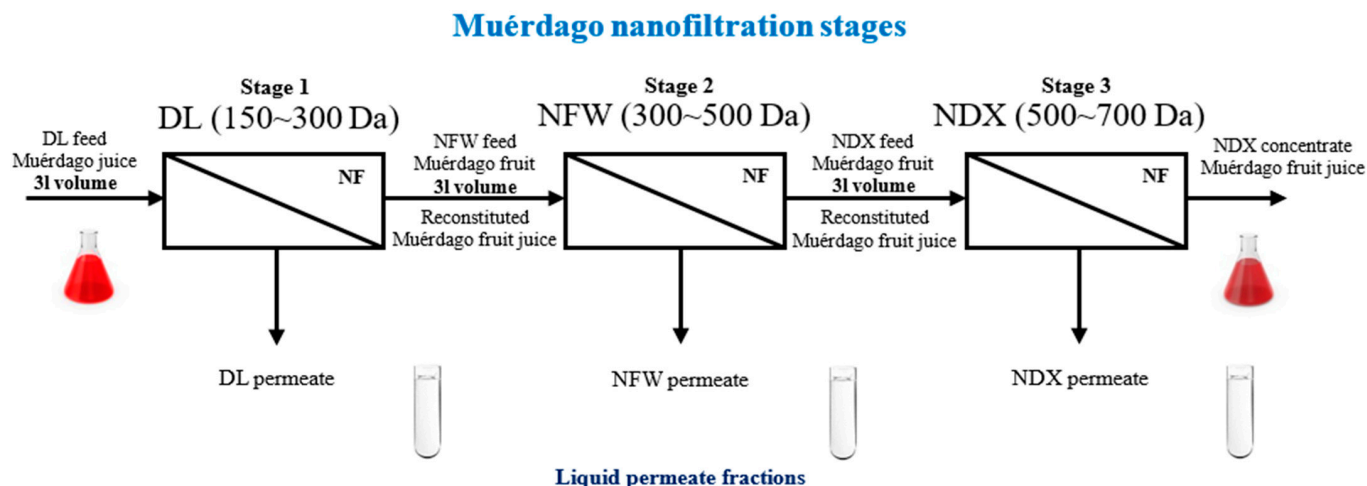 Muérdago nanofiltration stages
Stage 1
DL (150~300 Da)
Stage 2
NFW (300~500 Da)
Stage 3
NDX (500~700 Da)
DL feed
Muérdago juice
3l volume
NF
NFW feed
Muérdago fruit
3l volume
Reconstituted
Muérdago fruit juice
NF
NDX feed
Muérdago fruit
3l volume
Reconstituted
Muérdago fruit juice
NF
NDX concentrate
Muérdago fruit juice
DL permeate
NFW permeate
NDX permeate
Liquid permeate fractions